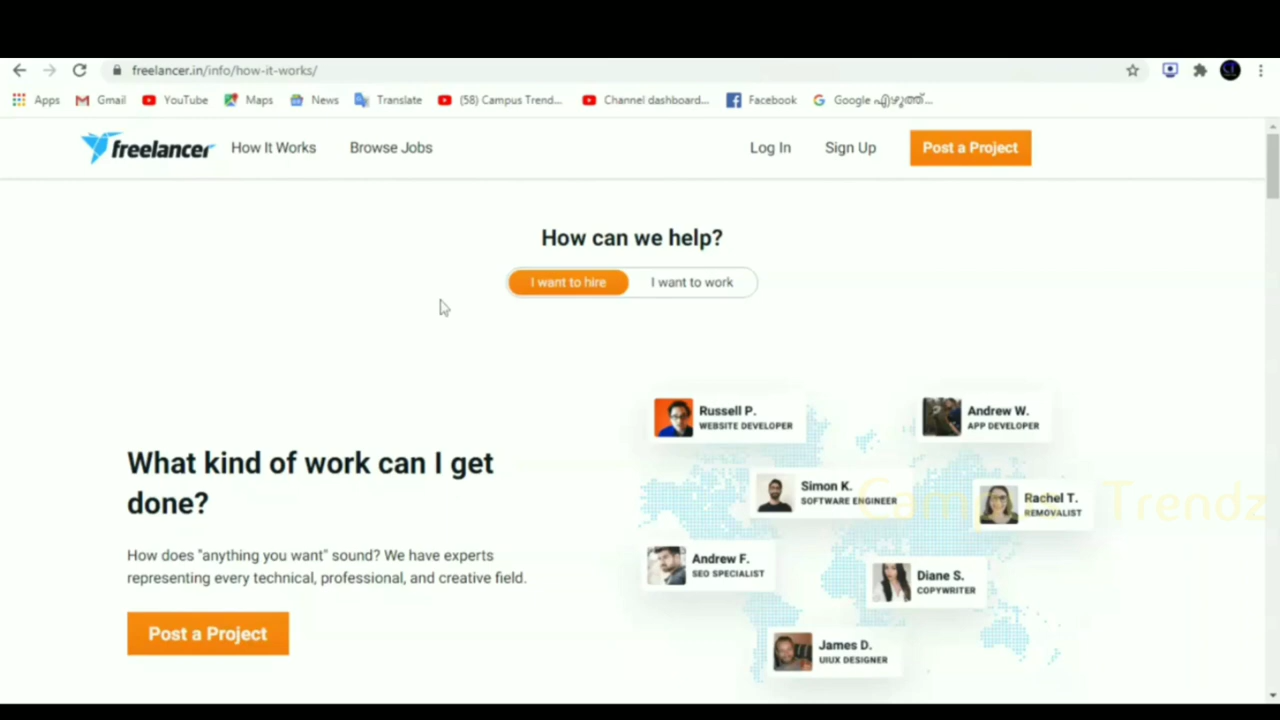 freelancer.in/info/how-it-works/
Apps Gmail YouTube Maps News Translate (58) Campus Trend... Channel dashboard... Facebook Google എഴുത്ത്...
freelancer How It Works Browse Jobs Log In Sign Up Post a Project
How can we help?
I want to hire I want to work
Russell P.
WEBSITE DEVELOPER
Andrew W.
APP DEVELOPER
What kind of work can I get
done?
Simon K.
SOFTWARE ENGINEER
Rachel T.
REMOVALIST
Trendz
How does "anything you want" sound? We have experts
representing every technical, professional, and creative field.
Andrew F.
SEO SPECIALIST
Diane S.
COPYWRITER
Post a Project
James D.
UIUX DESIGNER